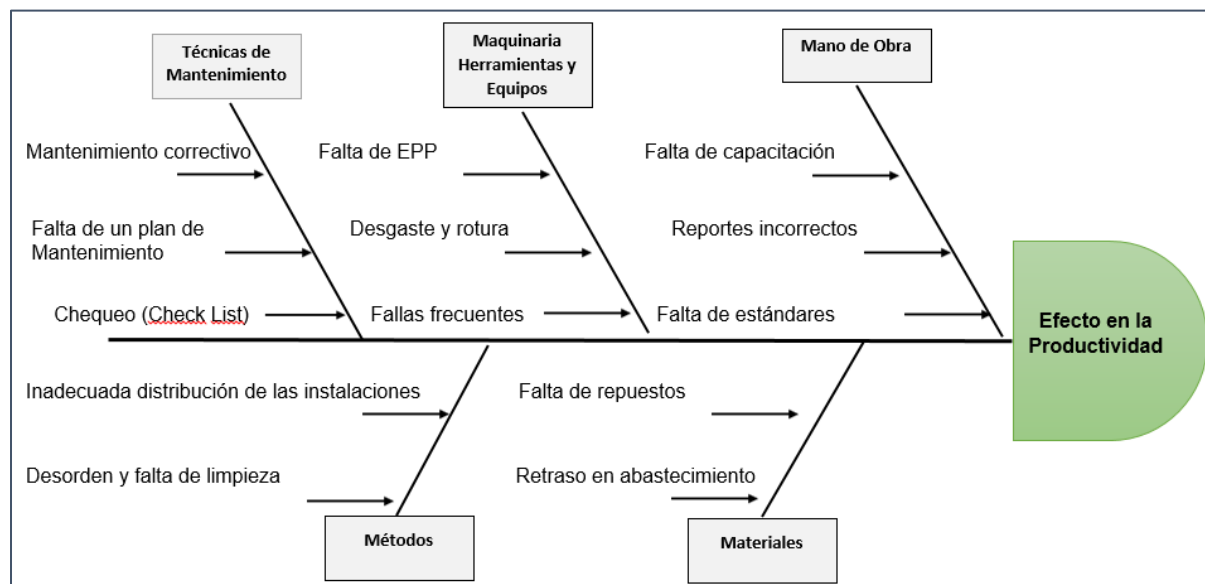 Técnicas de
Mantenimiento
Maquinaria
Herramientas y
Equipos
Mano de Obra
Mantenimiento correctivo
Falta de EPP
Falta de capacitación
Falta de un plan de
Mantenimiento
Desgaste y rotura
Reportes incorrectos
Chequeo (Check List)
Fallas frecuentes
Falta de estándares
Efecto en la
Productividad
Inadecuada distribución de las instalaciones
Falta de repuestos
Desorden y falta de limpieza
Retraso en abastecimiento
Métodos
Materiales